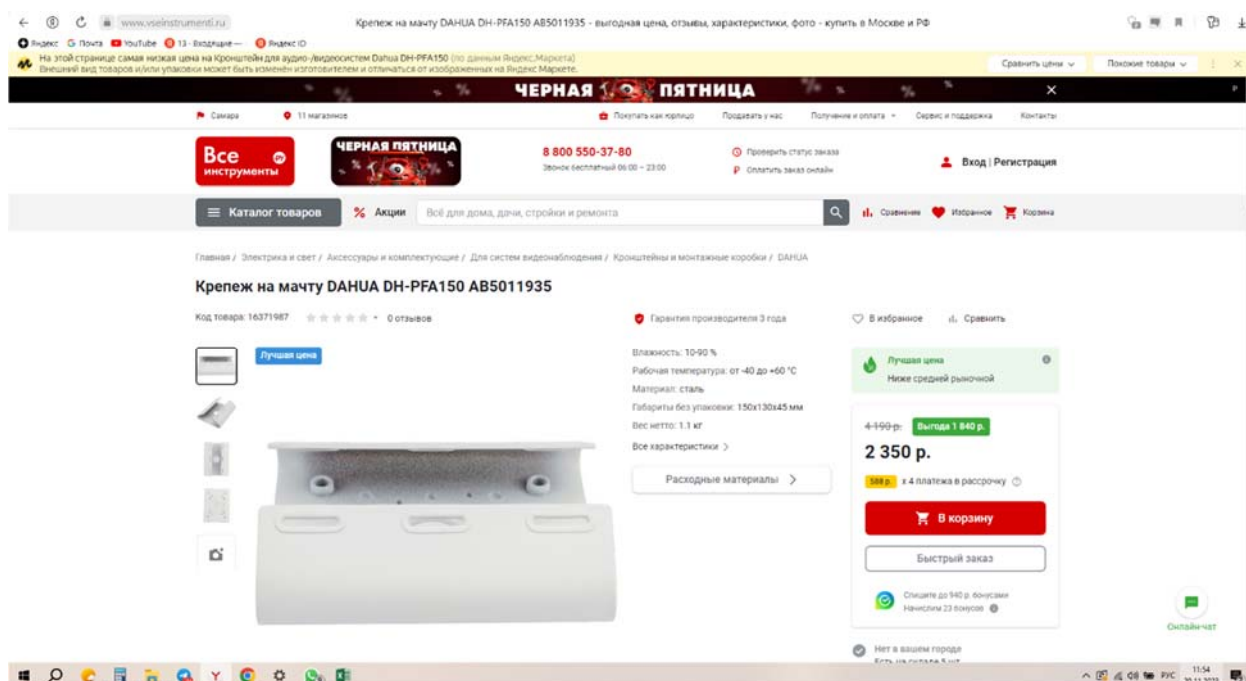 www.vseinstrumenti.ru
Крепеж на мачту DAHUA DH-PFA150 AB5011935 - выгодная цена, отзывы, характеристики, фото - купить в Москве и РФ
Яндекс Почта YouTube 13 · Входящие — Яндекс ID
На этой странице самая низкая цена на Кронштейн для аудио-/видеосистем Dahua DH-PFA150 (по данным Яндекс.Маркета)
Внешний вид товаров и/или упаковки может быть изменён изготовителем и отличаться от изображенных на Яндекс Маркете.
Сравнить цены Похожие товары
ЧЕРНАЯ ПЯТНИЦА
Самара 11 магазинов Покупать как юрлицо Продавать у нас Получение и оплата Сервис и поддержка Контакты
Все инструменты ру
ЧЕРНАЯ ПЯТНИЦА
8 800 550-37-80
Звонок бесплатный 06:00 – 23:00
Проверить статус заказа
Оплатить заказ онлайн
Вход | Регистрация
Каталог товаров % Акции Всё для дома, дачи, стройки и ремонта Сравнение Избранное Корзина
Главная / Электрика и свет / Аксессуары и комплектующие / Для систем видеонаблюдения / Кронштейны и монтажные коробки / DAHUA
Крепеж на мачту DAHUA DH-PFA150 AB5011935
Код товара: 16371987 0 отзывов
Гарантия производителя 3 года
В избранное Сравнить
Лучшая цена
Влажность: 10-90 %
Рабочая температура: от -40 до +60 °C
Материал: сталь
Габариты без упаковки: 150x130x45 мм
Вес нетто: 1.1 кг
Все характеристики >
Расходные материалы >
Лучшая цена
Ниже средней рыночной
4 190 р. Выгода 1 840 р.
2 350 р.
588 р. х 4 платежа в рассрочку
В корзину
Быстрый заказ
Спишите до 940 р. бонусами
Начислим 23 бонусов
Онлайн-чат
Нет в вашем городе
Есть на складе 5 шт
РУС 11:54